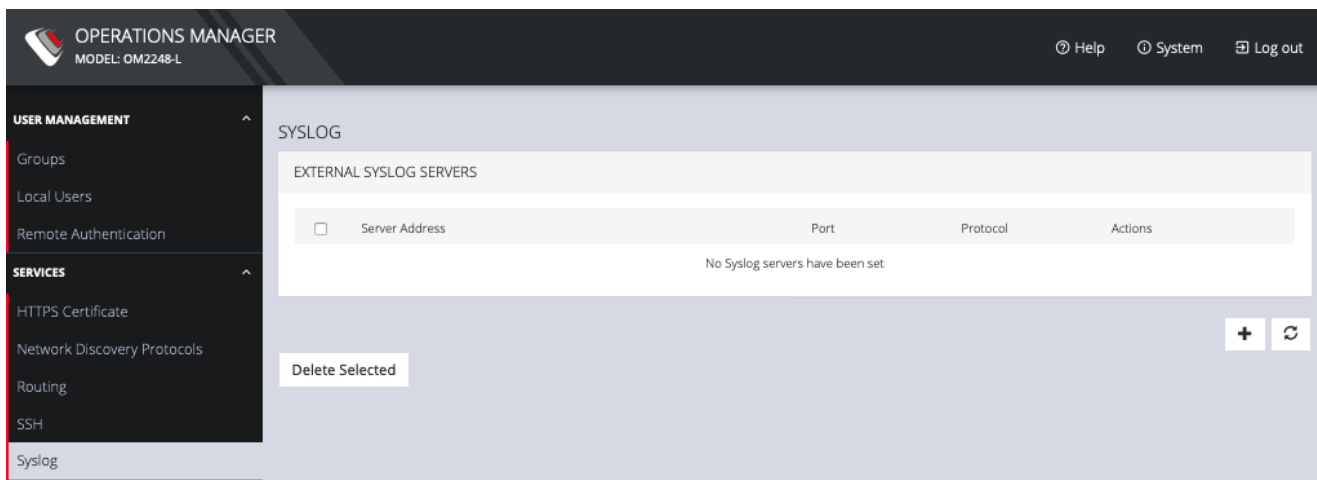 OPERATIONS MANAGER
MODEL: OM2248-L
Help
System
Log out
USER MANAGEMENT
Groups
Local Users
Remote Authentication
SERVICES
HTTPS Certificate
Network Discovery Protocols
Routing
SSH
Syslog
SYSLOG
EXTERNAL SYSLOG SERVERS
Server Address Port Protocol Actions
No Syslog servers have been set
Delete Selected